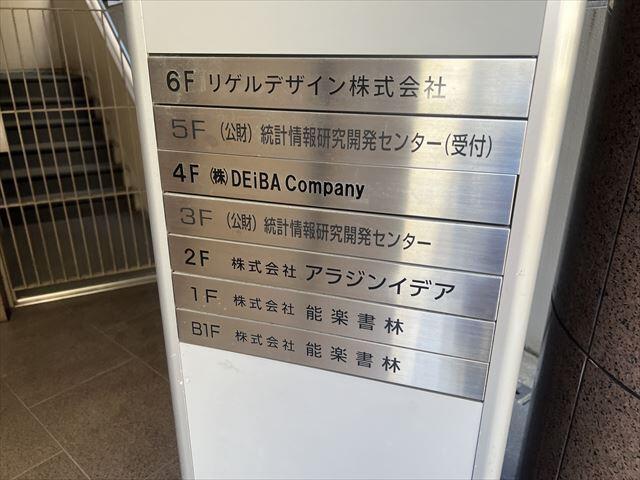 6F リゲルデザイン株式会社
5F (公財) 統計情報研究開発センター(受付)
4F (株) DEiBA Company
3F (公財) 統計情報研究開発センター
2F 株式会社 アラジンイデア
1F 株式会社 能楽書林
B1F 株式会社 能楽書林